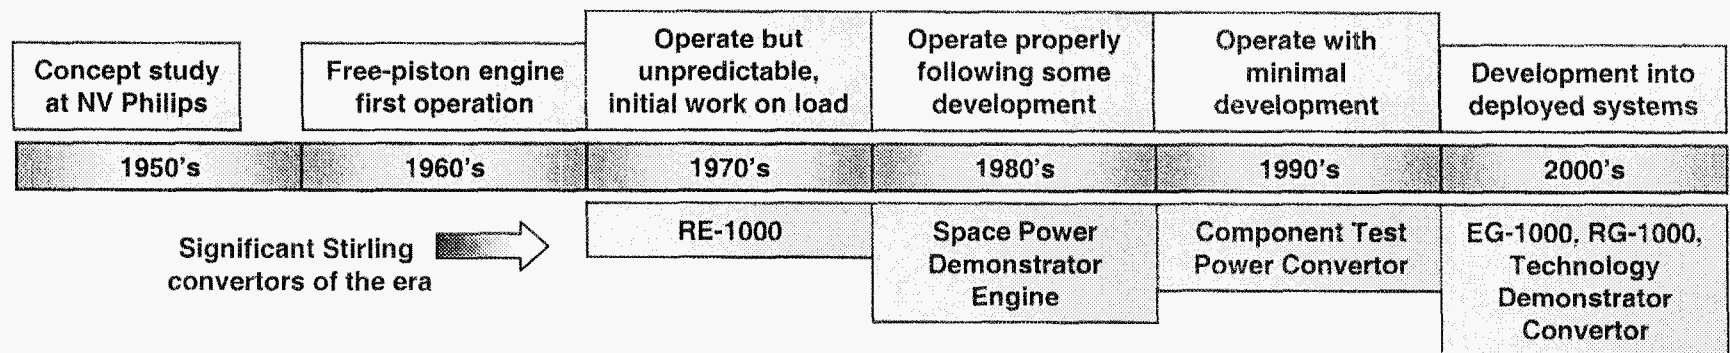 Concept study
at NV Philips
Free-piston engine
first operation
Operate but
unpredictable,
initial work on load
Operate properly
following some
development
Operate with
minimal
development
Development into
deployed systems
1950's
1960's
1970's
1980's
1990's
2000's
Significant Stirling
convertors of the era
RE-1000
Space Power
Demonstrator
Engine
Component Test
Power Convertor
EG-1000, RG-1000,
Technology
Demonstrator
Convertor